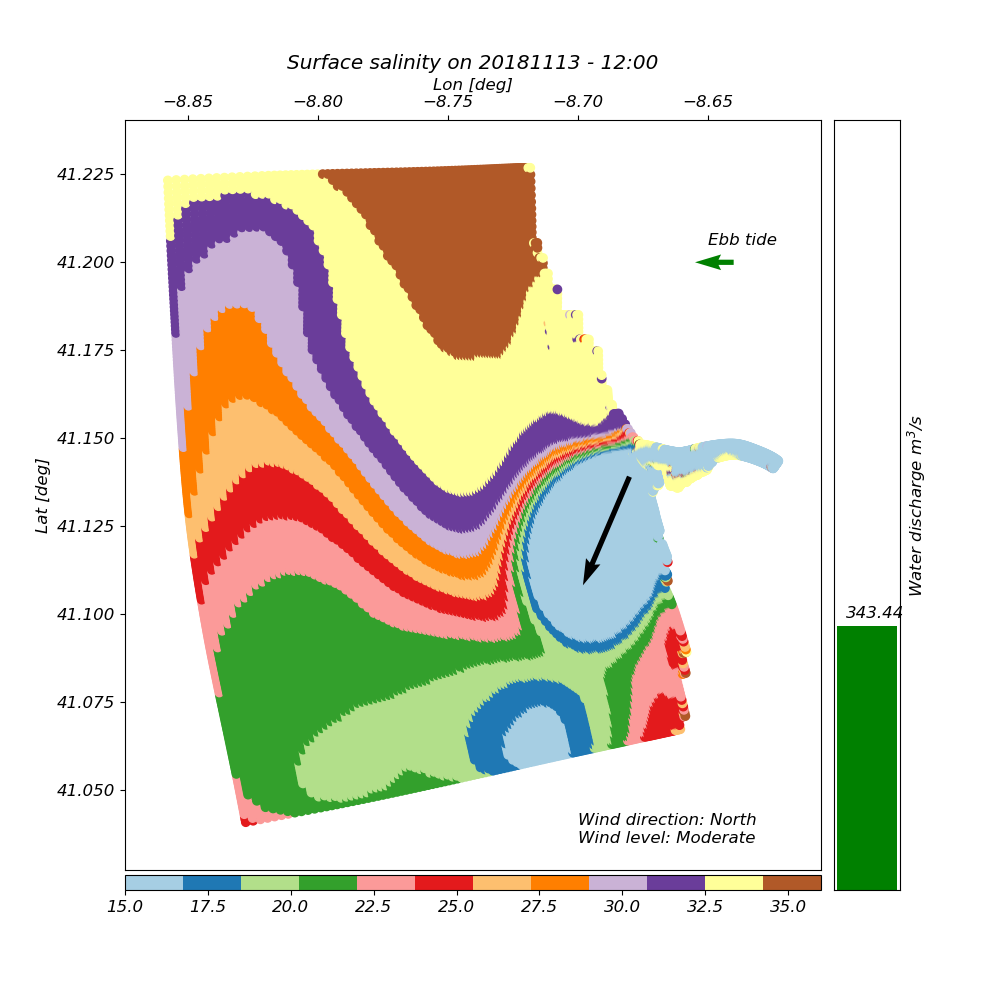 Surface salinity on 20181113 - 12:00
Lon [deg]
−8.85 −8.80 −8.75 −8.70 −8.65
41.225
41.200
41.175
41.150
41.125
41.100
41.075
41.050
Lat [deg]
Ebb tide
Wind direction: North
Wind level: Moderate
343.44
Water discharge m³/s
15.0 17.5 20.0 22.5 25.0 27.5 30.0 32.5 35.0